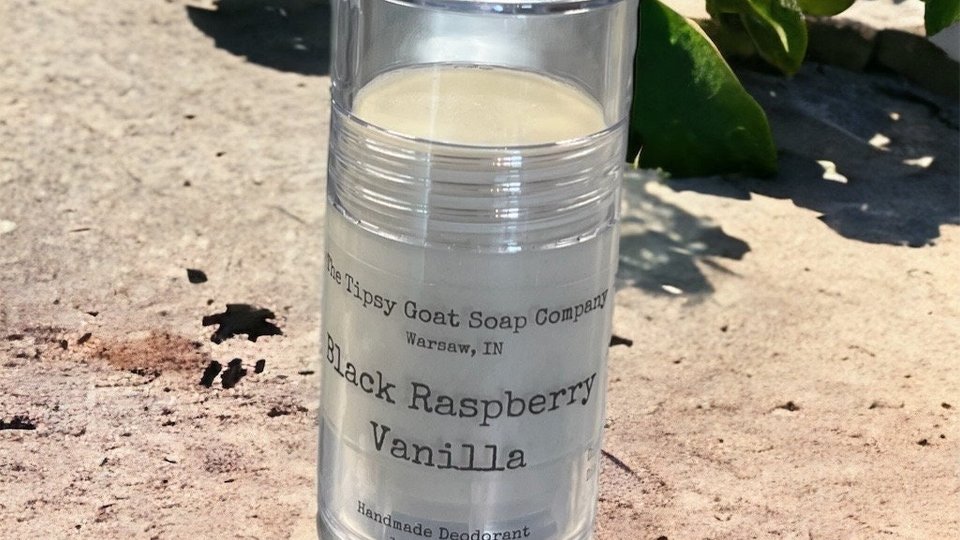 The Tipsy Goat Soap Company
Warsaw, IN
Black Raspberry
Vanilla
Handmade Deodorant